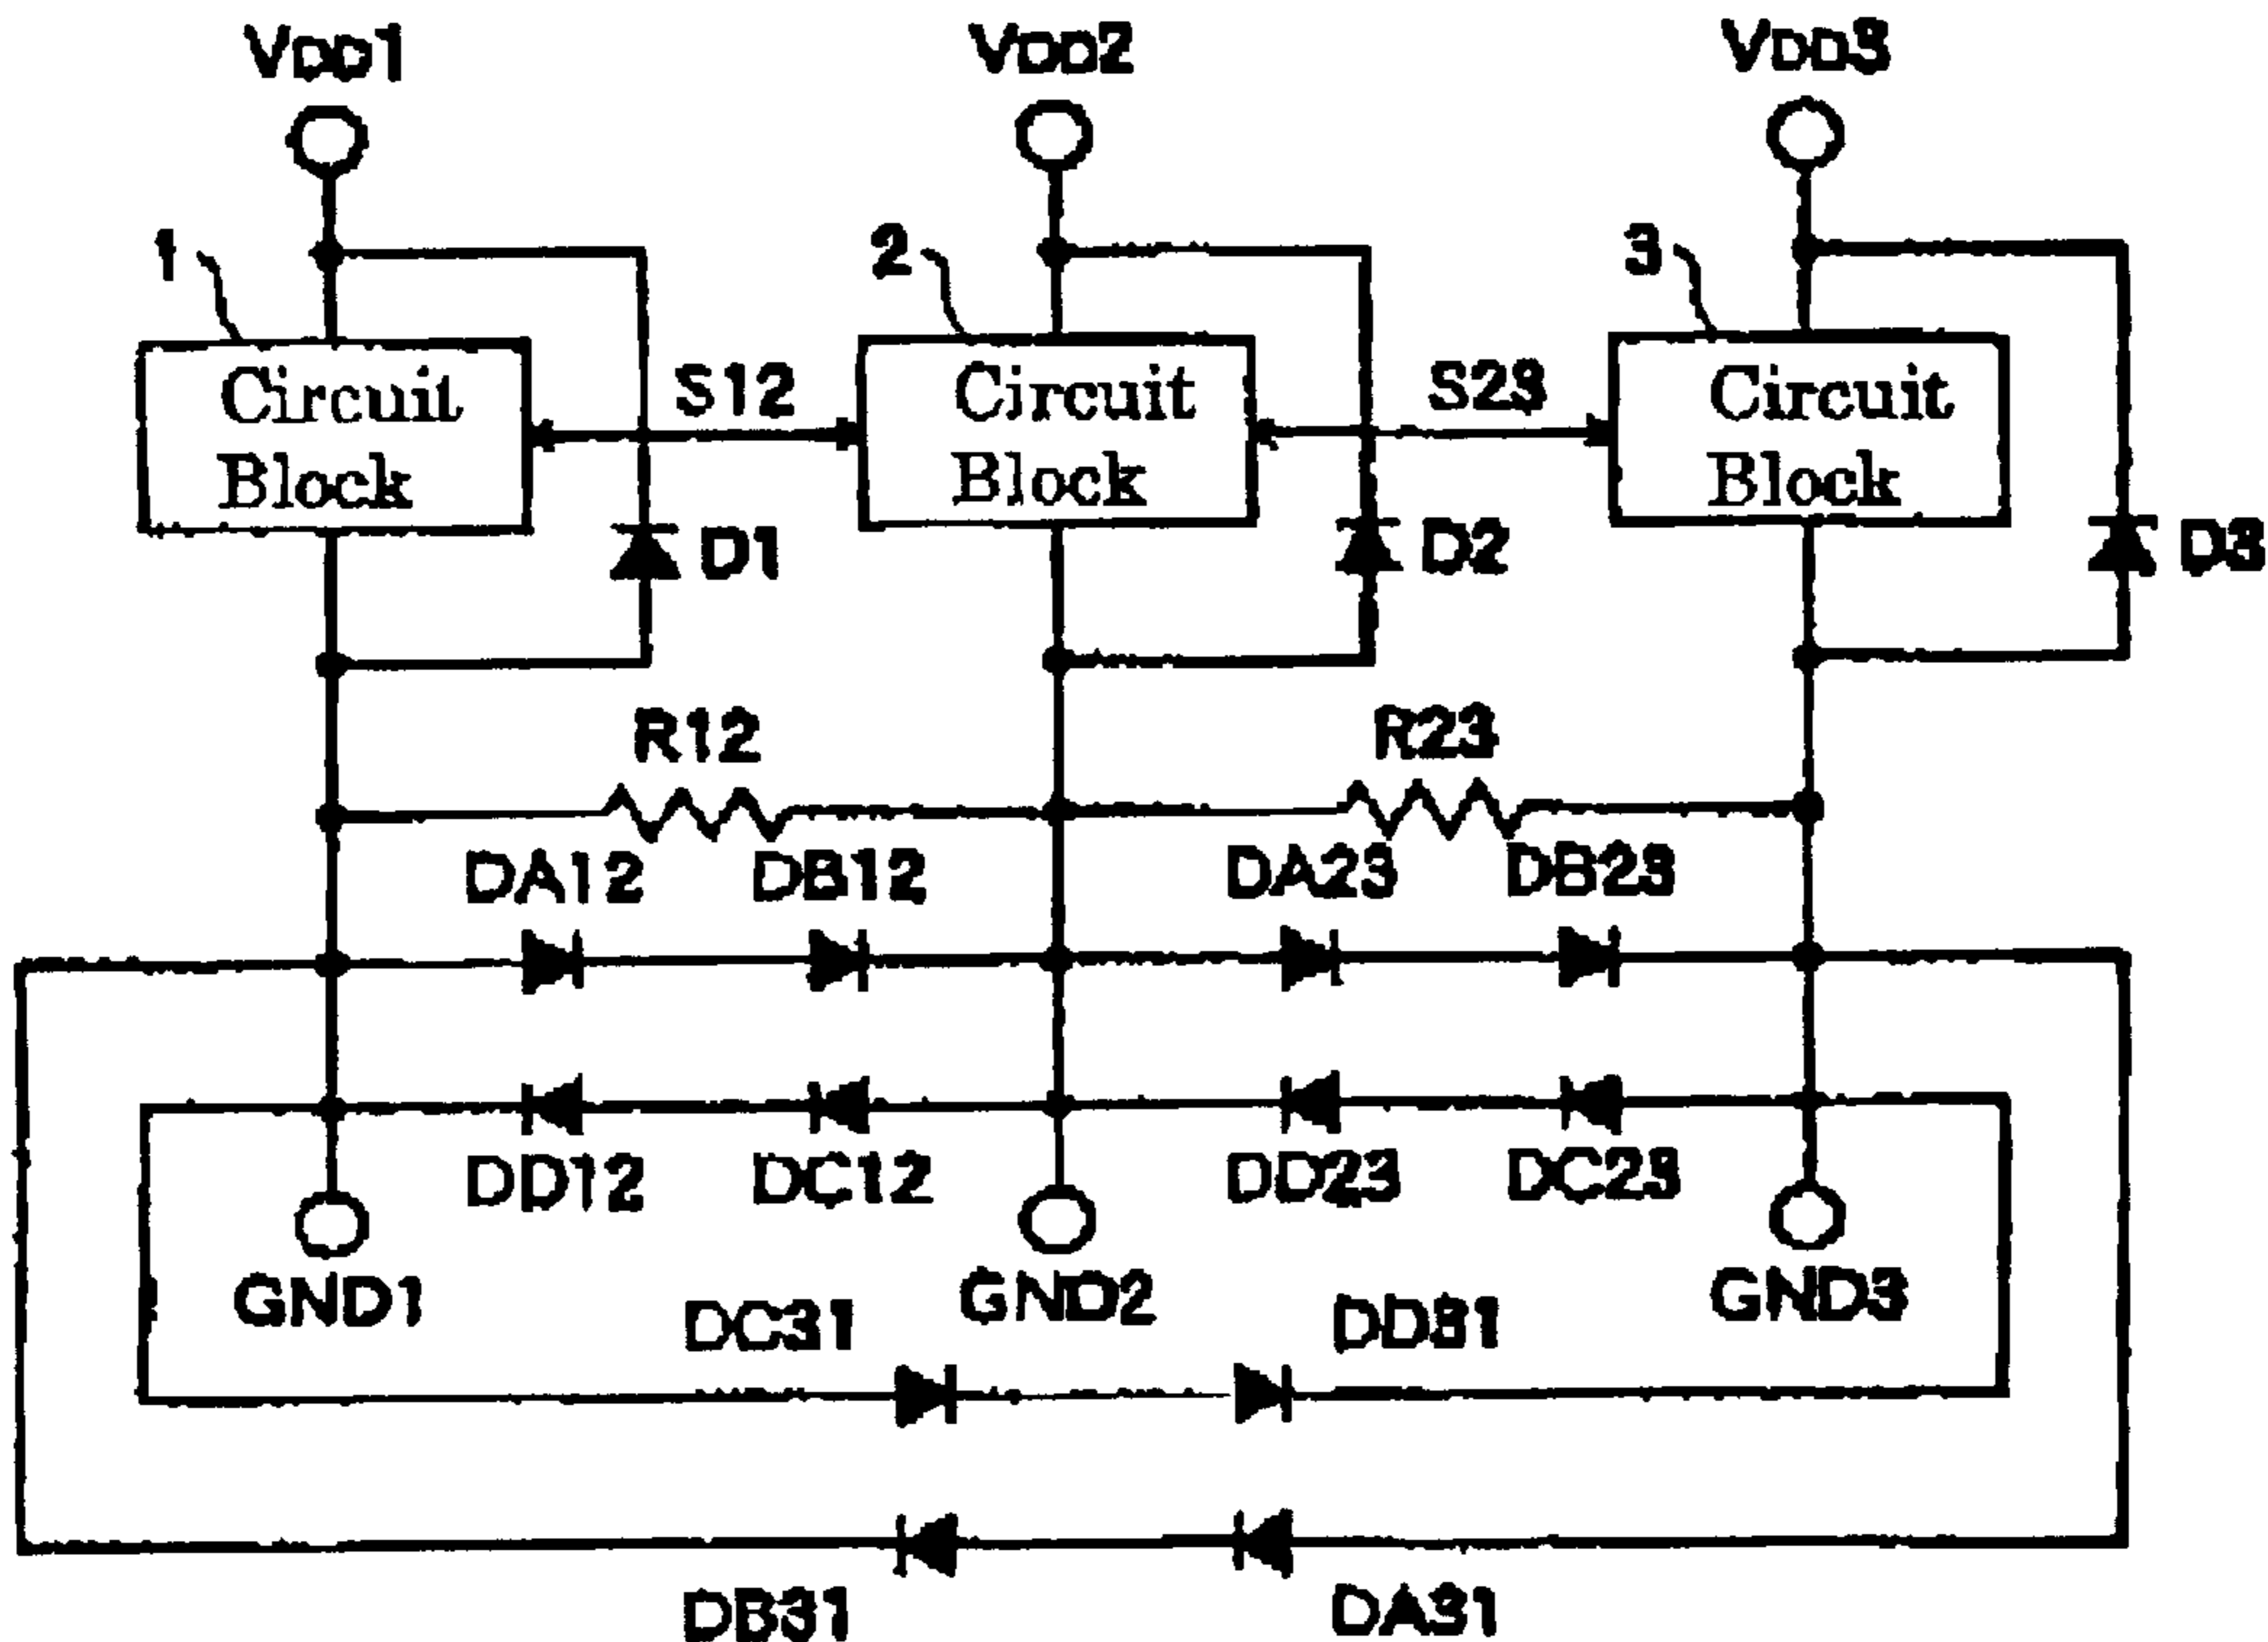 VDD1 VDD2 VDD3
1 2 3
Circuit Block
S12
Circuit Block
S23
Circuit Block
D1 D2 D3
R12 R23
DA12 DB12 DA23 DB23
DD12 DC12 DD23 DC23
GND1 GND2 GND3
DC31 DD31
DB31 DA31